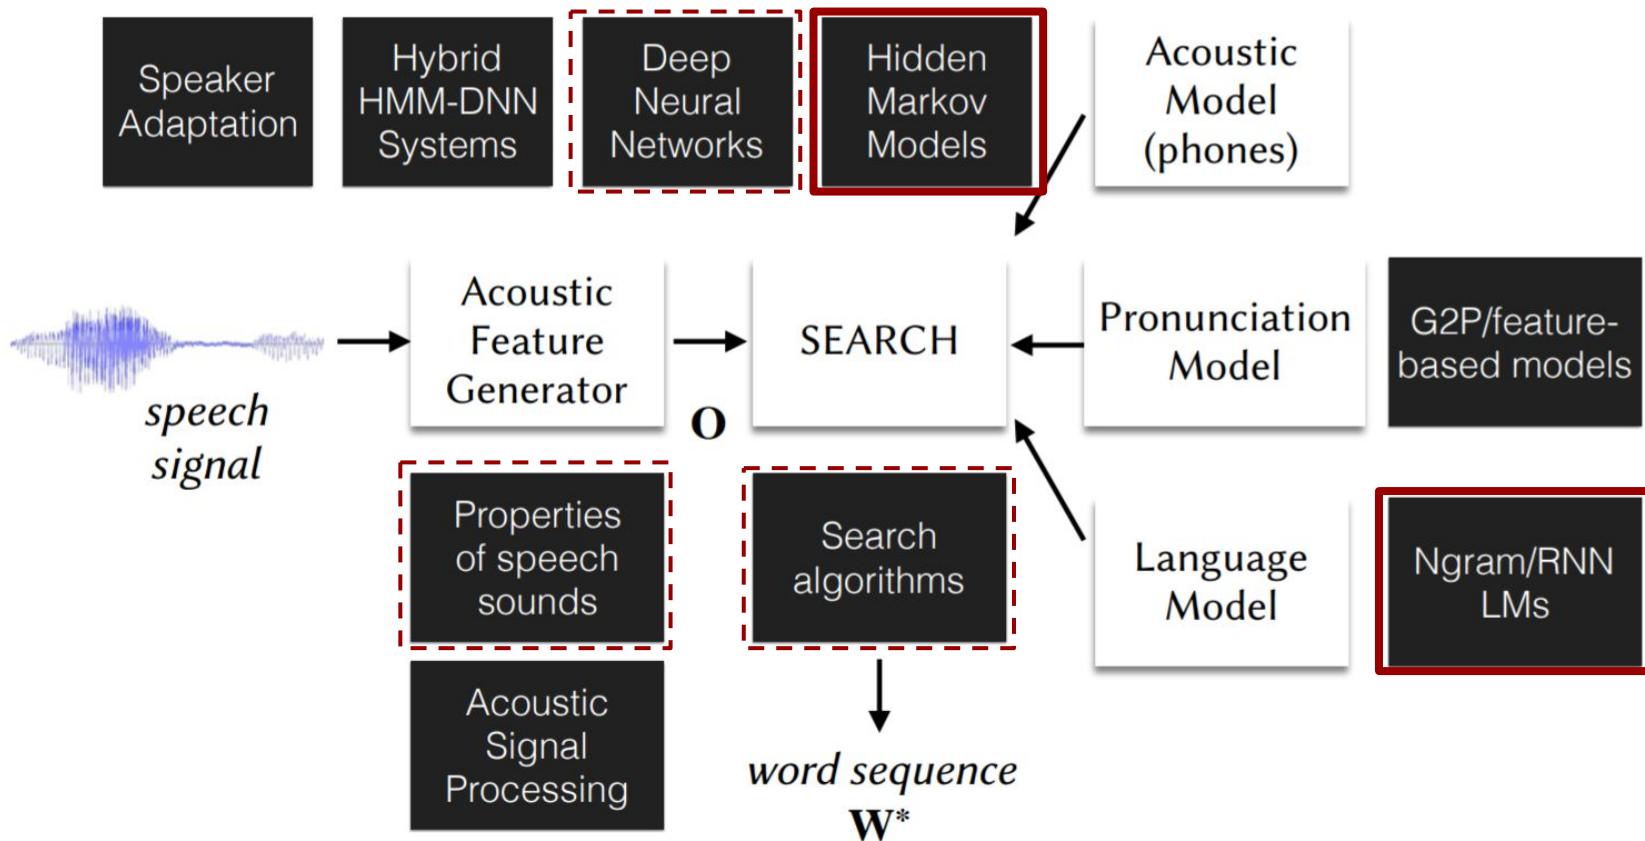 Speaker
Adaptation
Hybrid
HMM-DNN
Systems
Deep
Neural
Networks
Hidden
Markov
Models
Acoustic
Model
(phones)
speech
signal
Acoustic
Feature
Generator
O
SEARCH
Pronunciation
Model
G2P/feature-
based models
Properties
of speech
sounds
Search
algorithms
Language
Model
Ngram/RNN
LMs
Acoustic
Signal
Processing
word sequence
W*